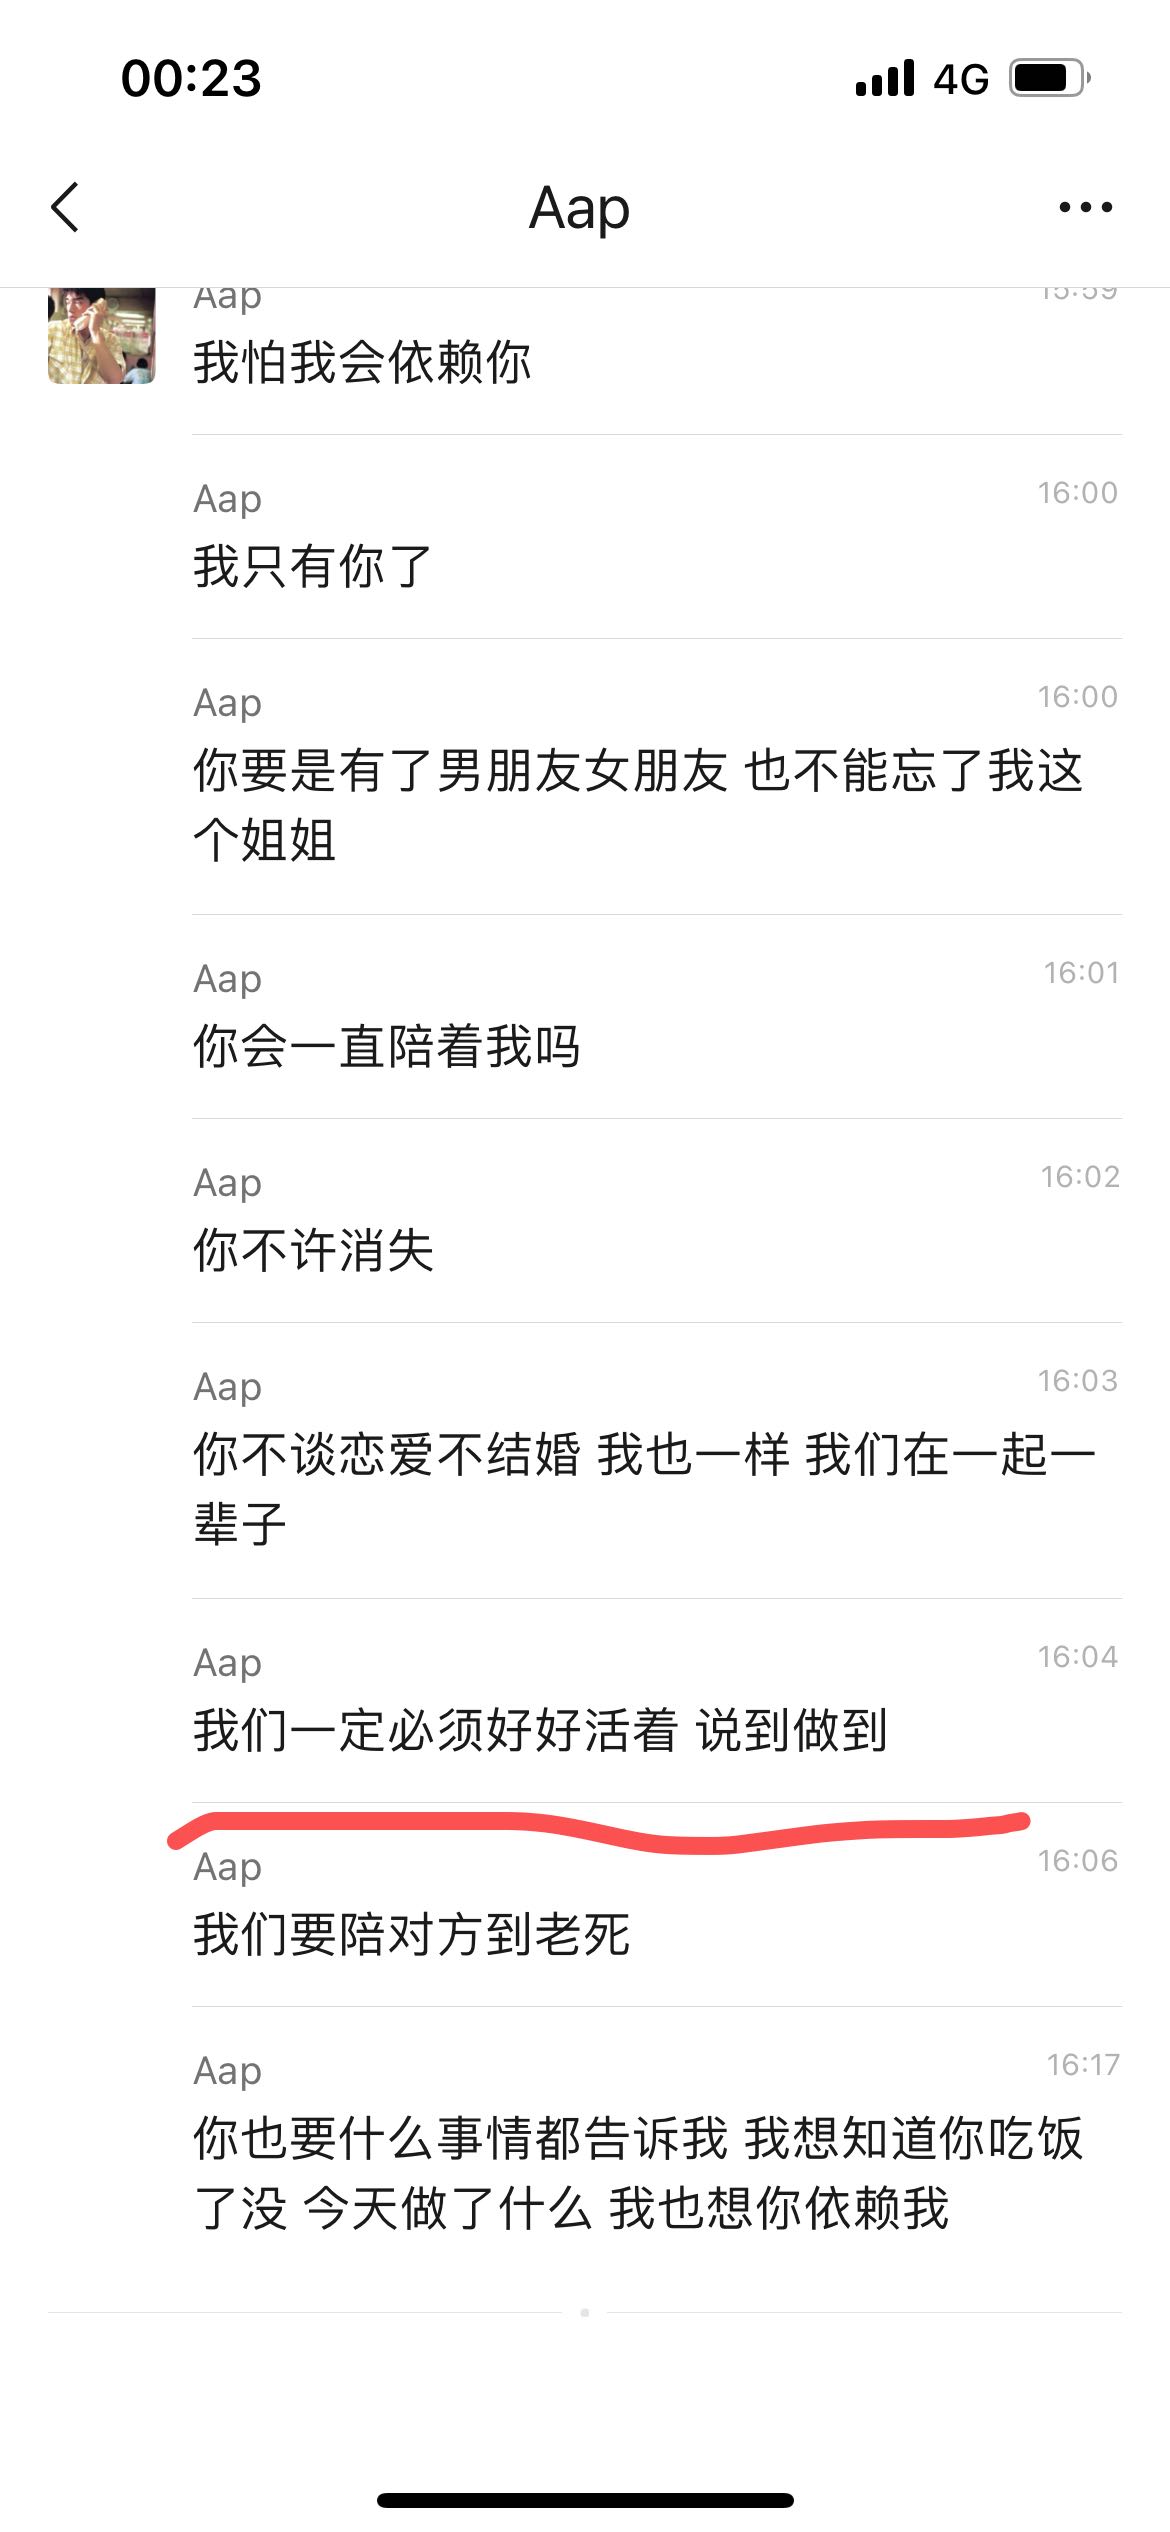 00:23
4G
Aap
Aap 15:59
我怕我会依赖你
Aap 16:00
我只有你了
Aap 16:00
你要是有了男朋友女朋友 也不能忘了我这
个姐姐
Aap 16:01
你会一直陪着我吗
Aap 16:02
你不许消失
Aap 16:03
你不谈恋爱不结婚 我也一样 我们在一起一
辈子
Aap 16:04
我们一定必须好好活着 说到做到
Aap 16:06
我们要陪对方到老死
Aap 16:17
你也要什么事情都告诉我 我想知道你吃饭
了没 今天做了什么 我也想你依赖我